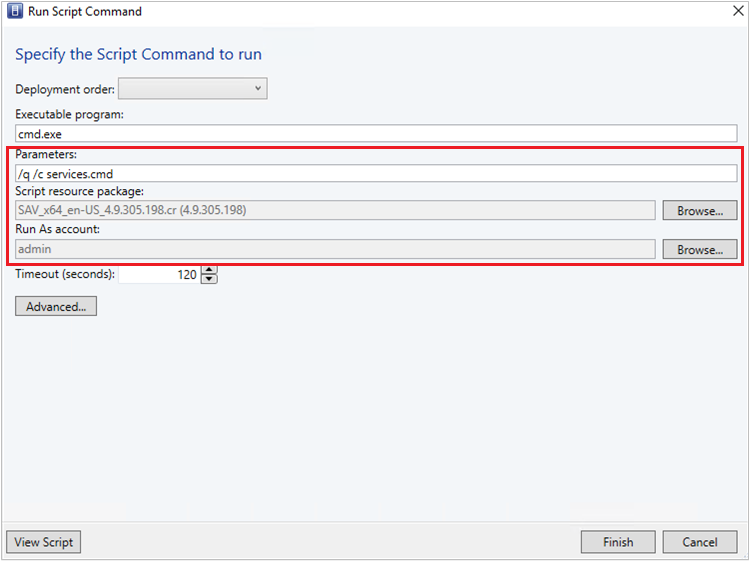 Run Script Command
Specify the Script Command to run
Deployment order:
Executable program:
cmd.exe
Parameters:
/q /c services.cmd
Script resource package:
SAV_x64_en-US_4.9.305.198.cr (4.9.305.198) Browse...
Run As account:
admin Browse...
Timeout (seconds): 120
Advanced...
View Script Finish Cancel